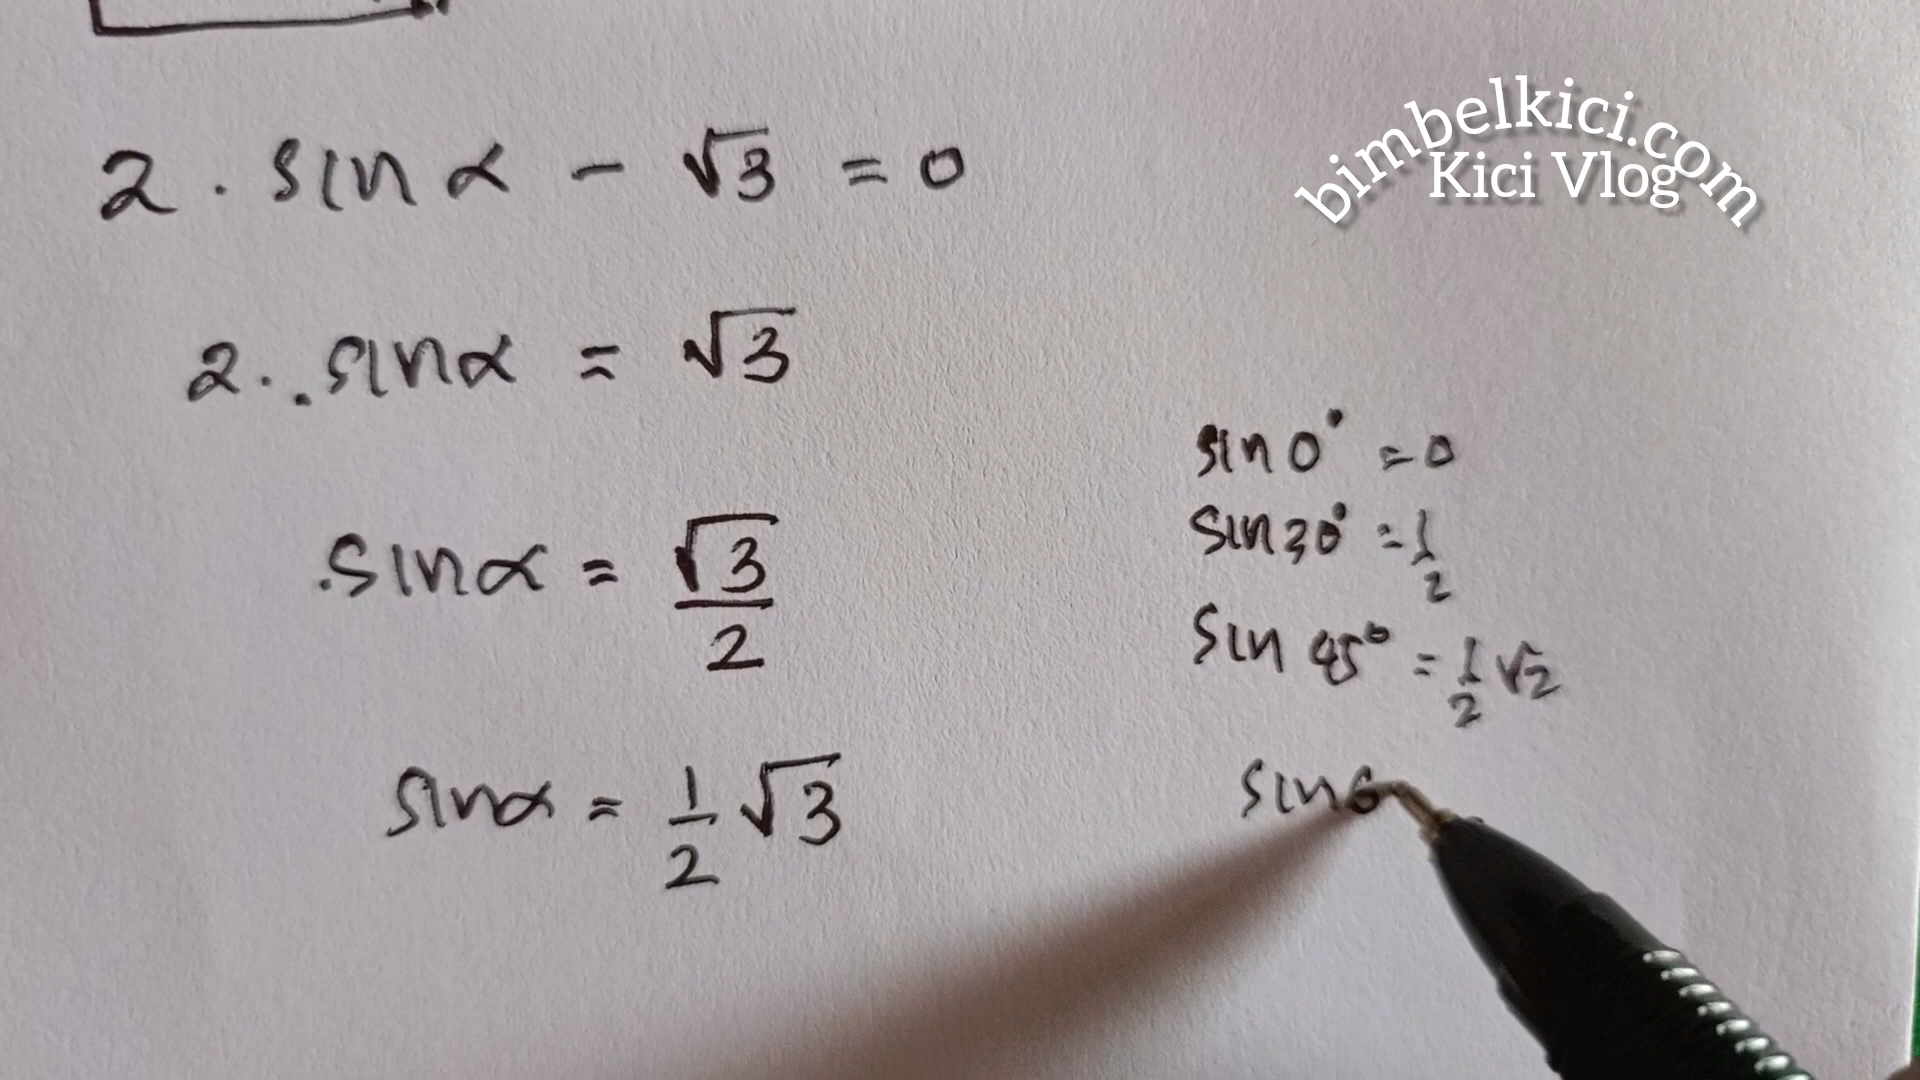 bimbelkici.com
Kici Vlog
2 . sin α - √3 = 0
2 . . sin α = √3
. sin α = √3/2
sin α = 1/2 √3
sin 0° = 0
sin 30° = 1/2
sin 45° = 1/2 √2
sin 6